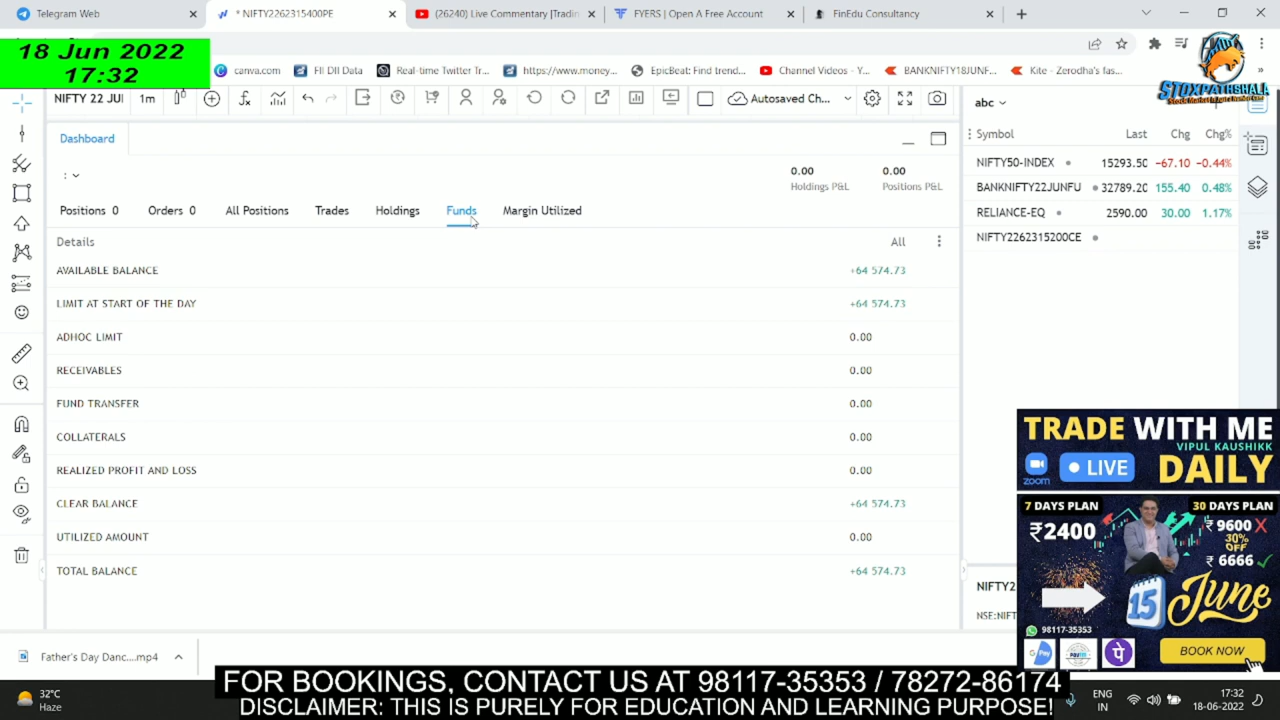 Telegram Web
* NIFTY2262315400PE
(26240) Live Commentary |Tradin
FYERS | Open A Free Account
FinEdu Consultancy
18 Jun 2022
17:32
canva.com
FII DII Data
Real-time Twitter Tr...
https://www.money...
EpicBeat: Find trend...
Channel Videos - Y...
BANKNIFTY18JUNF...
Kite - Zerodha's fas...
STOXPATHSHALA
NIFTY 22 JUI
1m
Autosaved Ch...
abc
Dashboard
Symbol Last Chg Chg%
NIFTY50-INDEX 15293.50 -67.10 -0.44%
BANKNIFTY22JUNFU 32789.20 155.40 0.48%
RELIANCE-EQ 2590.00 30.00 1.17%
NIFTY2262315200CE
:
0.00 0.00
Holdings P&L Positions P&L
Positions 0 Orders 0 All Positions Trades Holdings Funds Margin Utilized
Details All
AVAILABLE BALANCE +64 574.73
LIMIT AT START OF THE DAY +64 574.73
ADHOC LIMIT 0.00
RECEIVABLES 0.00
FUND TRANSFER 0.00
COLLATERALS 0.00
REALIZED PROFIT AND LOSS 0.00
CLEAR BALANCE +64 574.73
UTILIZED AMOUNT 0.00
TOTAL BALANCE +64 574.73
TRADE WITH ME
VIPUL KAUSHIKK
zoom
LIVE
DAILY
7 DAYS PLAN
₹2400
30 DAYS PLAN
₹ 9600 X
30%
OFF
₹ 6666
15 June
98117-35353
G Pay
BOOK NOW
NIFTY2
NSE:NIFT
Father's Day Danc....mp4
FOR BOOKINGS, CONTACT US AT 98117-35353 / 78272-86174
DISCLAIMER: THIS IS PURELY FOR EDUCATION AND LEARNING PURPOSE!
32°C
Haze
ENG
IN
17:32
18-06-2022